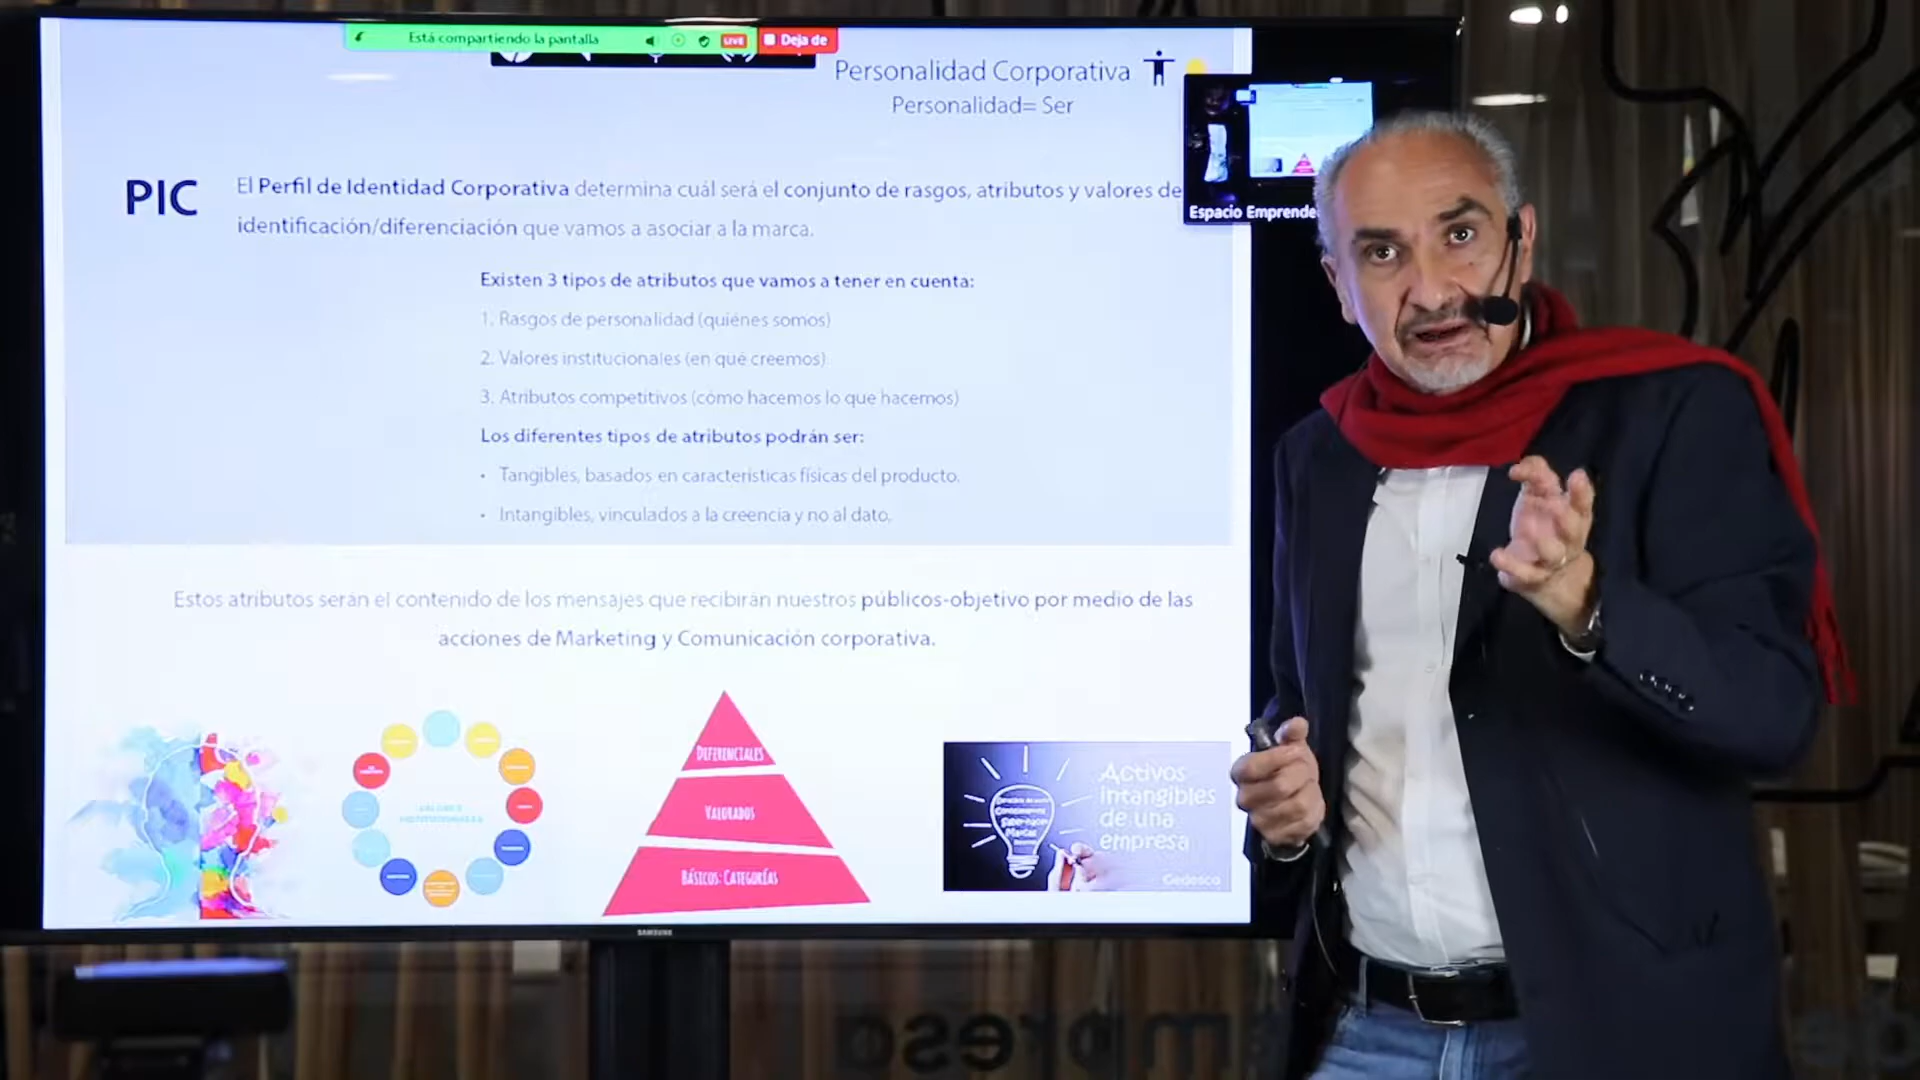 Está compartiendo la pantalla
LIVE
Deja de
Personalidad Corporativa
Personalidad= Ser
PIC
El Perfil de Identidad Corporativa determina cuál será el conjunto de rasgos, atributos y valores de
identificación/diferenciación que vamos a asociar a la marca.
Espacio Emprende
Existen 3 tipos de atributos que vamos a tener en cuenta:
1. Rasgos de personalidad (quiénes somos)
2. Valores institucionales (en qué creemos)
3. Atributos competitivos (cómo hacemos lo que hacemos)
Los diferentes tipos de atributos podrán ser:
• Tangibles, basados en características físicas del producto.
• Intangibles, vinculados a la creencia y no al dato.
Estos atributos serán el contenido de los mensajes que recibirán nuestros públicos-objetivo por medio de las
acciones de Marketing y Comunicación corporativa.
DIFERENCIALES
VALORADOS
BÁSICOS: CATEGORÍAS
Activos
intangibles
de una
empresa
Gedesco
SAMSUNG